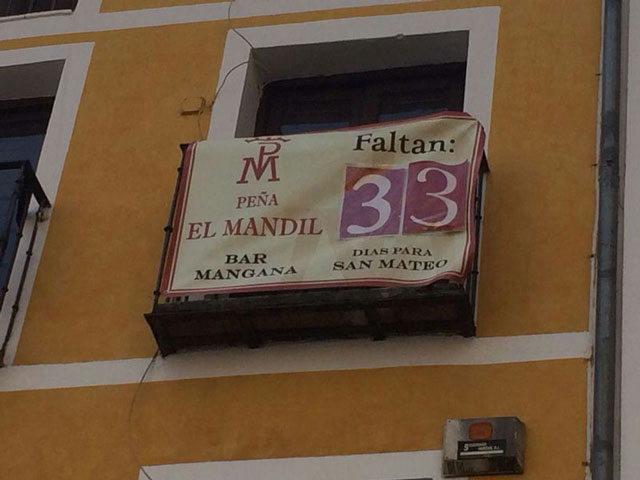 PM
PEÑA
EL MANDIL
BAR
MANGANA
Faltan:
33
DIAS PARA
SAN MATEO